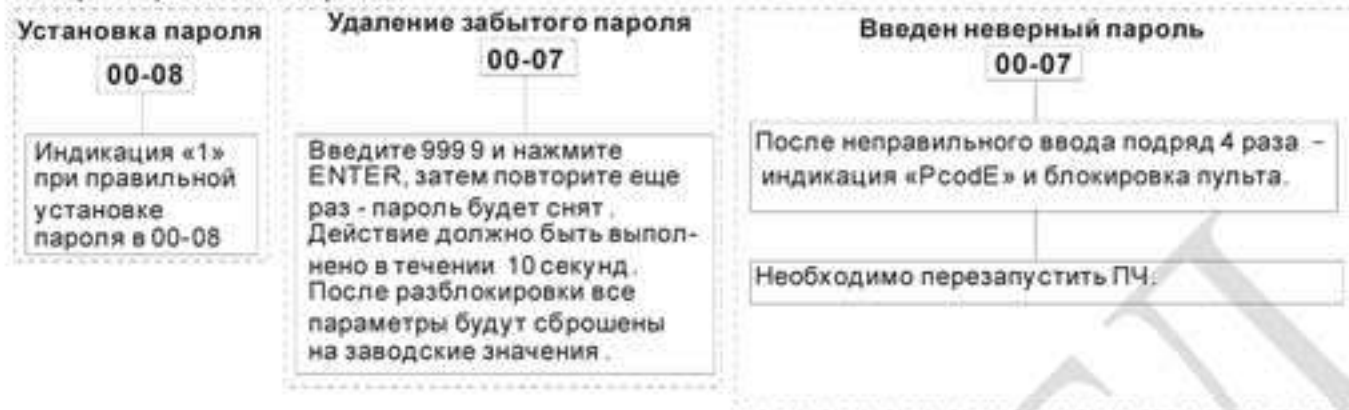 Установка пароля
00-08
Индикация «1»
при правильной
установке
пароля в 00-08
Удаление забытого пароля
00-07
Введите 999 9 и нажмите
ENTER, затем повторите еще
раз - пароль будет снят.
Действие должно быть выпол-
нено в течении 10 секунд.
После разблокировки все
параметры будут сброшены
на заводские значения.
Введен неверный пароль
00-07
После неправильного ввода подряд 4 раза –
индикация «PcodE» и блокировка пульта.
Необходимо перезапустить ПЧ.